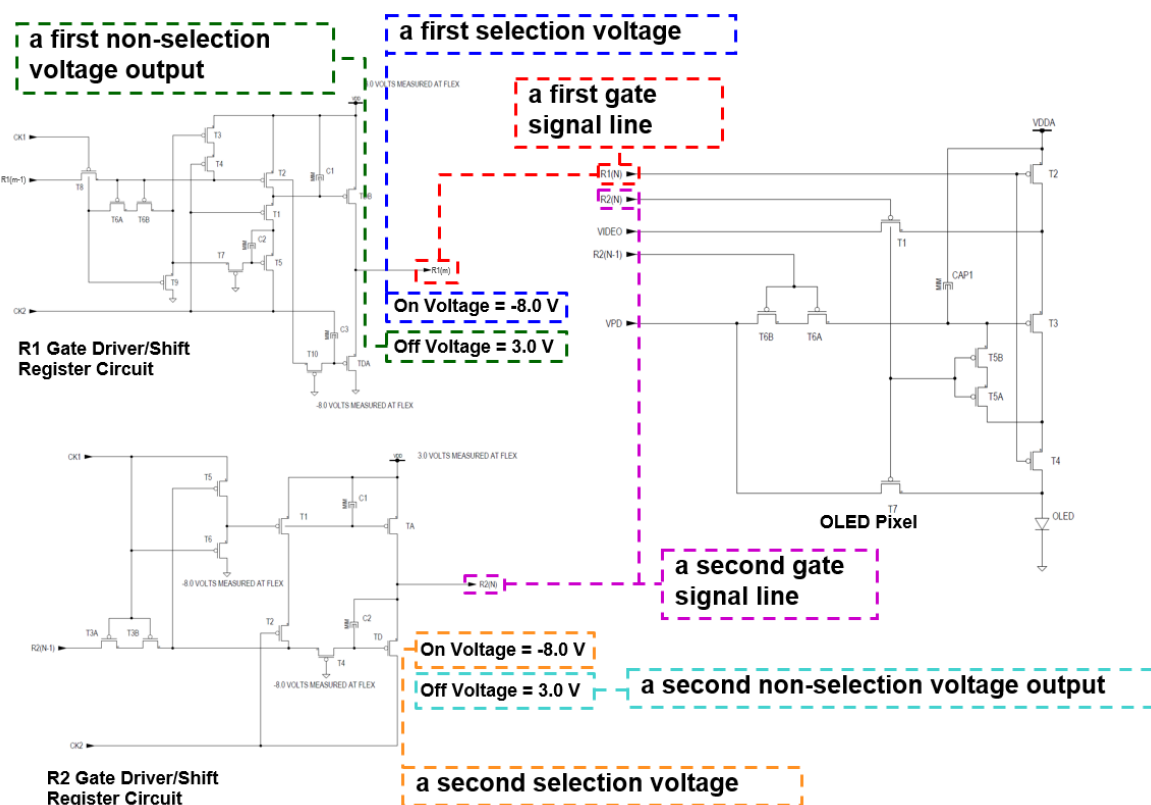 a first non-selection
voltage output
a first selection voltage
.0 VOLTS MEASURED AT FLEX
VDD
a first gate
signal line
CK1
T3
T4
R1(m-1)
T8
T2
C1
MIM
TDB
T6A
T6B
T1
C2
MIM
T7
T5
R1(m)
T9
CK2
On Voltage = -8.0 V
C3
MIM
Off Voltage = 3.0 V
R1 Gate Driver/Shift
Register Circuit
T10
TDA
-8.0 VOLTS MEASURED AT FLEX
VDDA
R1(N)
T2
R2(N)
VIDEO
T1
R2(N-1)
CAP1
MIM
VPD
T3
T6B
T6A
T5B
T5A
T4
T7
OLED Pixel
OLED
CK1
VDD
3.0 VOLTS MEASURED AT FLEX
T5
C1
MIM
T1
TA
T6
-8.0 VOLTS MEASURED AT FLEX
R2(N)
a second gate
signal line
T3A
T3B
T2
C2
MIM
TD
R2(N-1)
T4
On Voltage = -8.0 V
-8.0 VOLTS MEASURED AT FLEX
Off Voltage = 3.0 V
a second non-selection voltage output
CK2
R2 Gate Driver/Shift
Register Circuit
a second selection voltage